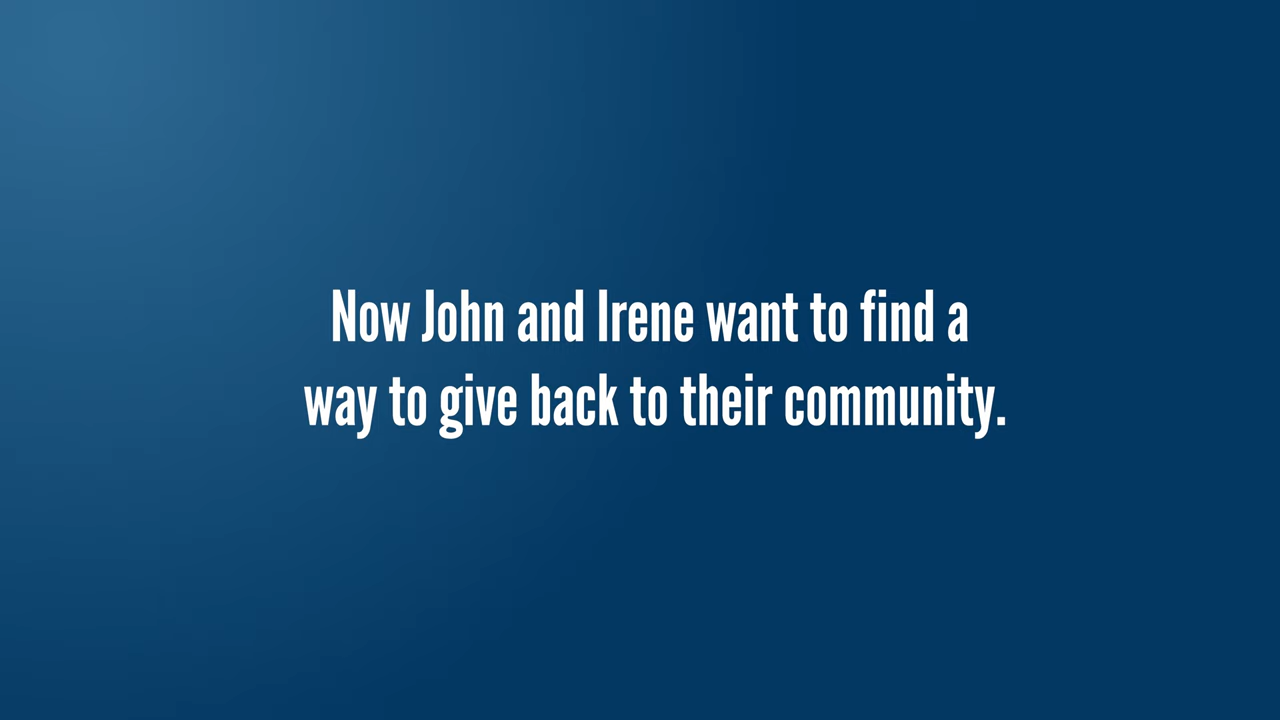 Now John and Irene want to find a
way to give back to their community.